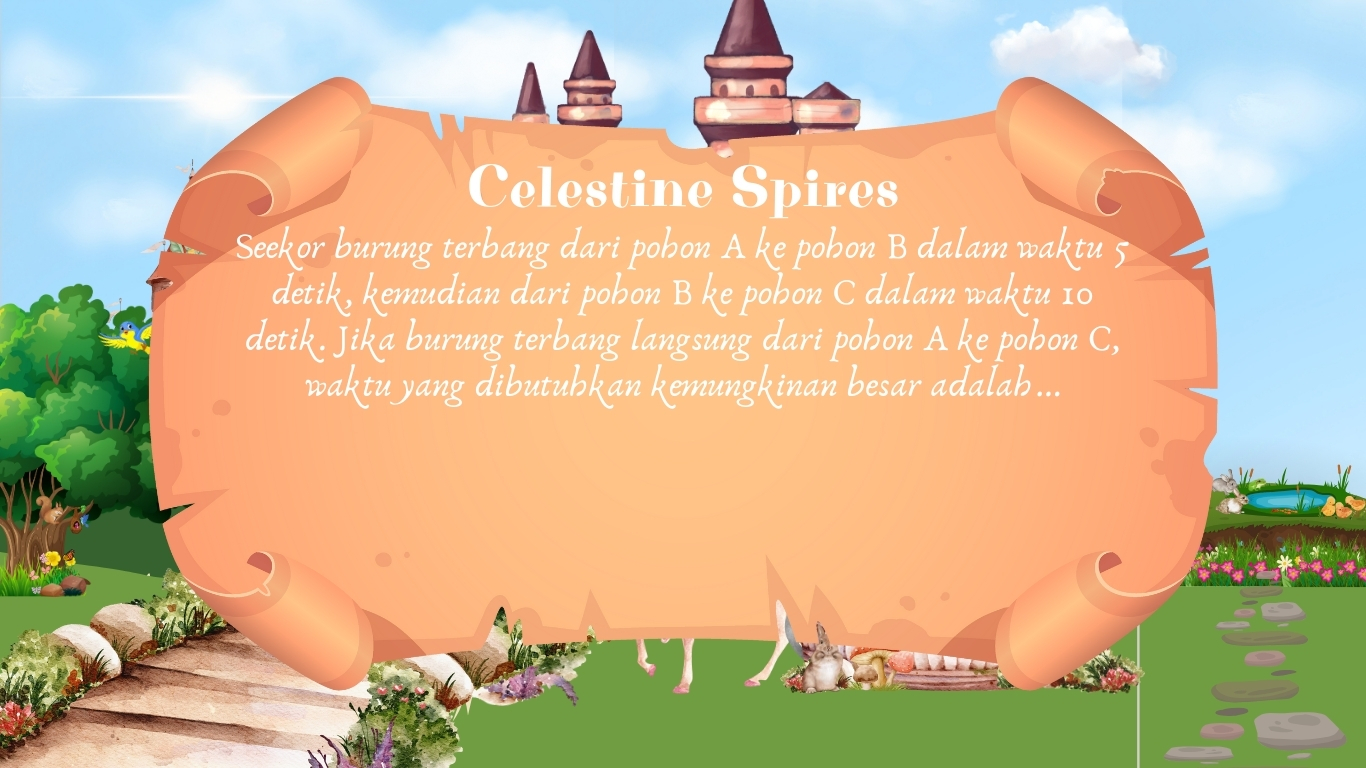 Celestine Spires
Seekor burung terbang dari pohon A ke pohon B dalam waktu 5
detik, kemudian dari pohon B ke pohon C dalam waktu 10
detik. Jika burung terbang langsung dari pohon A ke pohon C,
waktu yang dibutuhkan kemungkinan besar adalah...